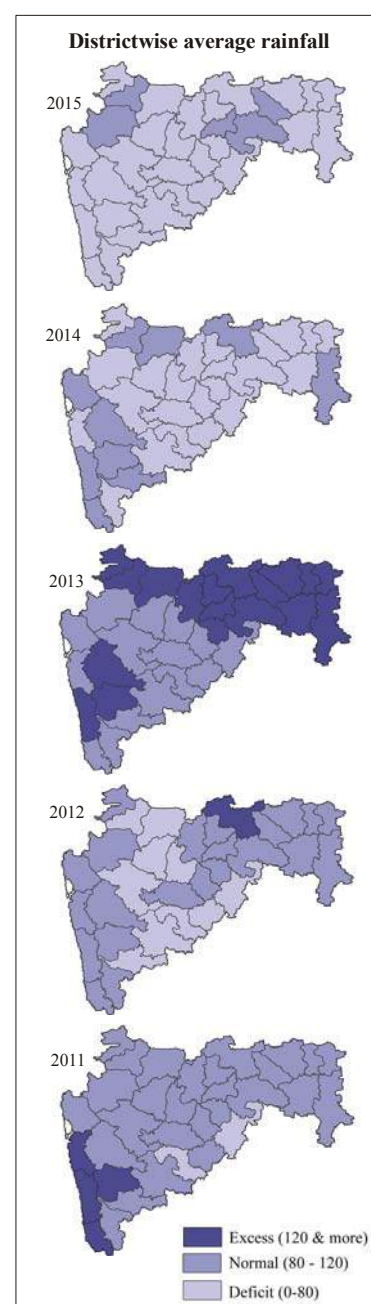 Districtwise average rainfall
2015
2014
2013
2012
2011
Excess (120 & more)
Normal (80 - 120)
Deficit (0-80)